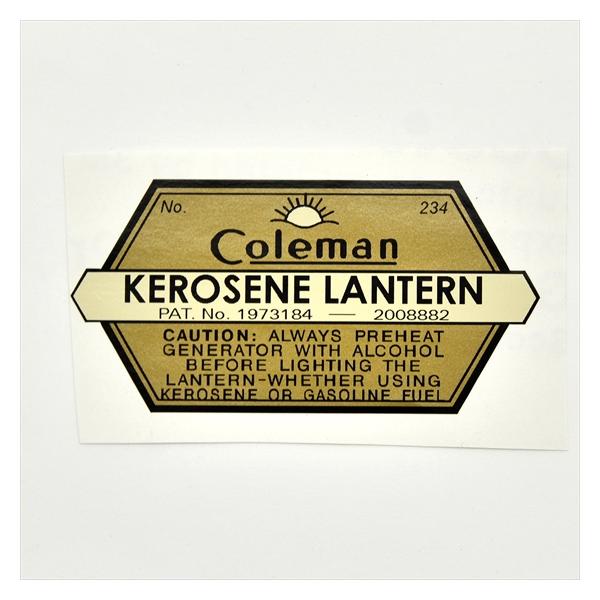 No. 234
Coleman
KEROSENE LANTERN
PAT. No. 1973184 — 2008882
CAUTION: ALWAYS PREHEAT
GENERATOR WITH ALCOHOL
BEFORE LIGHTING THE
LANTERN-WHETHER USING
KEROSENE OR GASOLINE FUEL